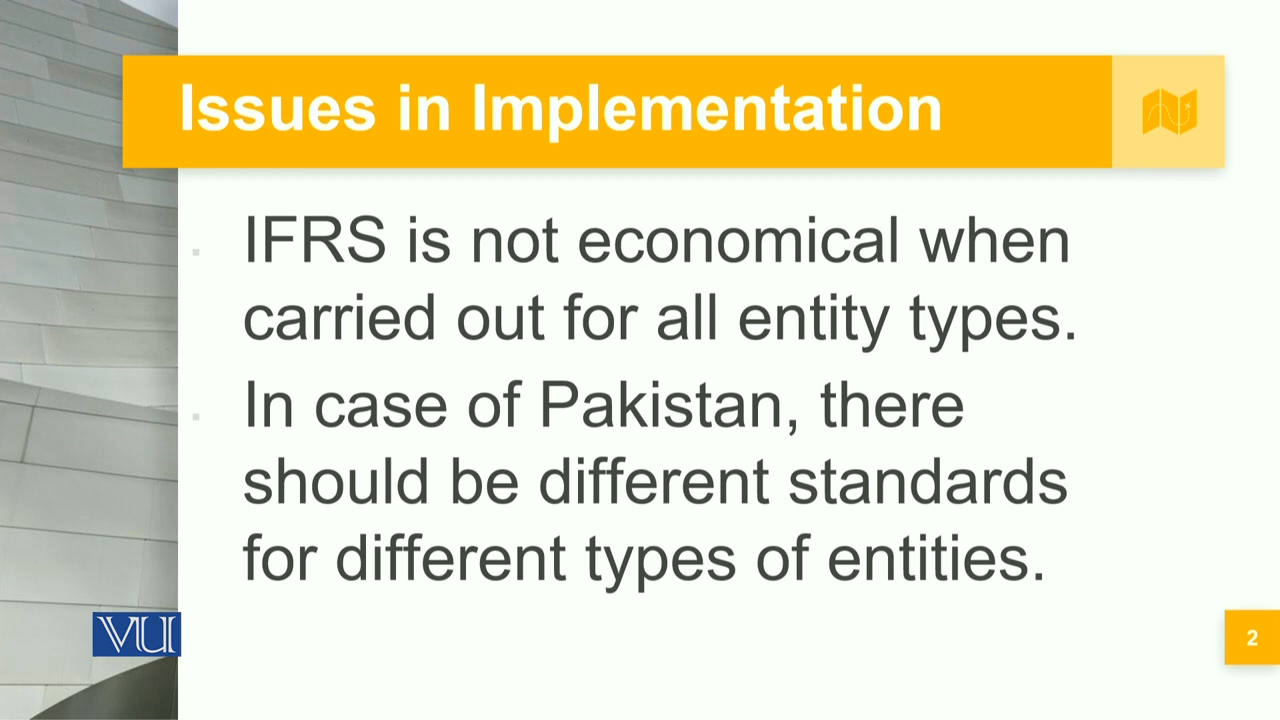 Issues in Implementation
IFRS is not economical when
carried out for all entity types.
In case of Pakistan, there
should be different standards
for different types of entities.
VU
2